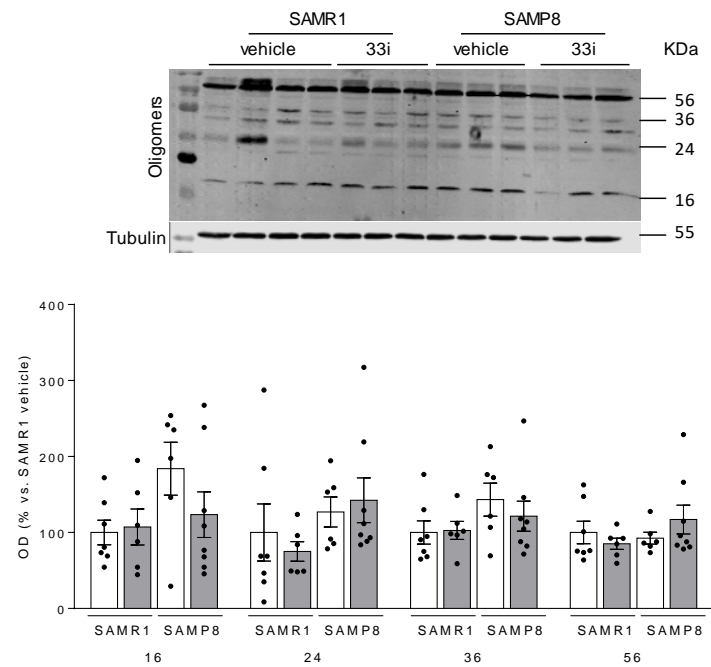 SAMR1 SAMP8
vehicle 33i vehicle 33i KDa
Oligomers
56
36
24
16
Tubulin 55
OD (% vs. SAMR1 vehicle)
400
300
200
100
0
SAMR1 SAMP8 SAMR1 SAMP8 SAMR1 SAMP8 SAMR1 SAMP8
16 24 36 56